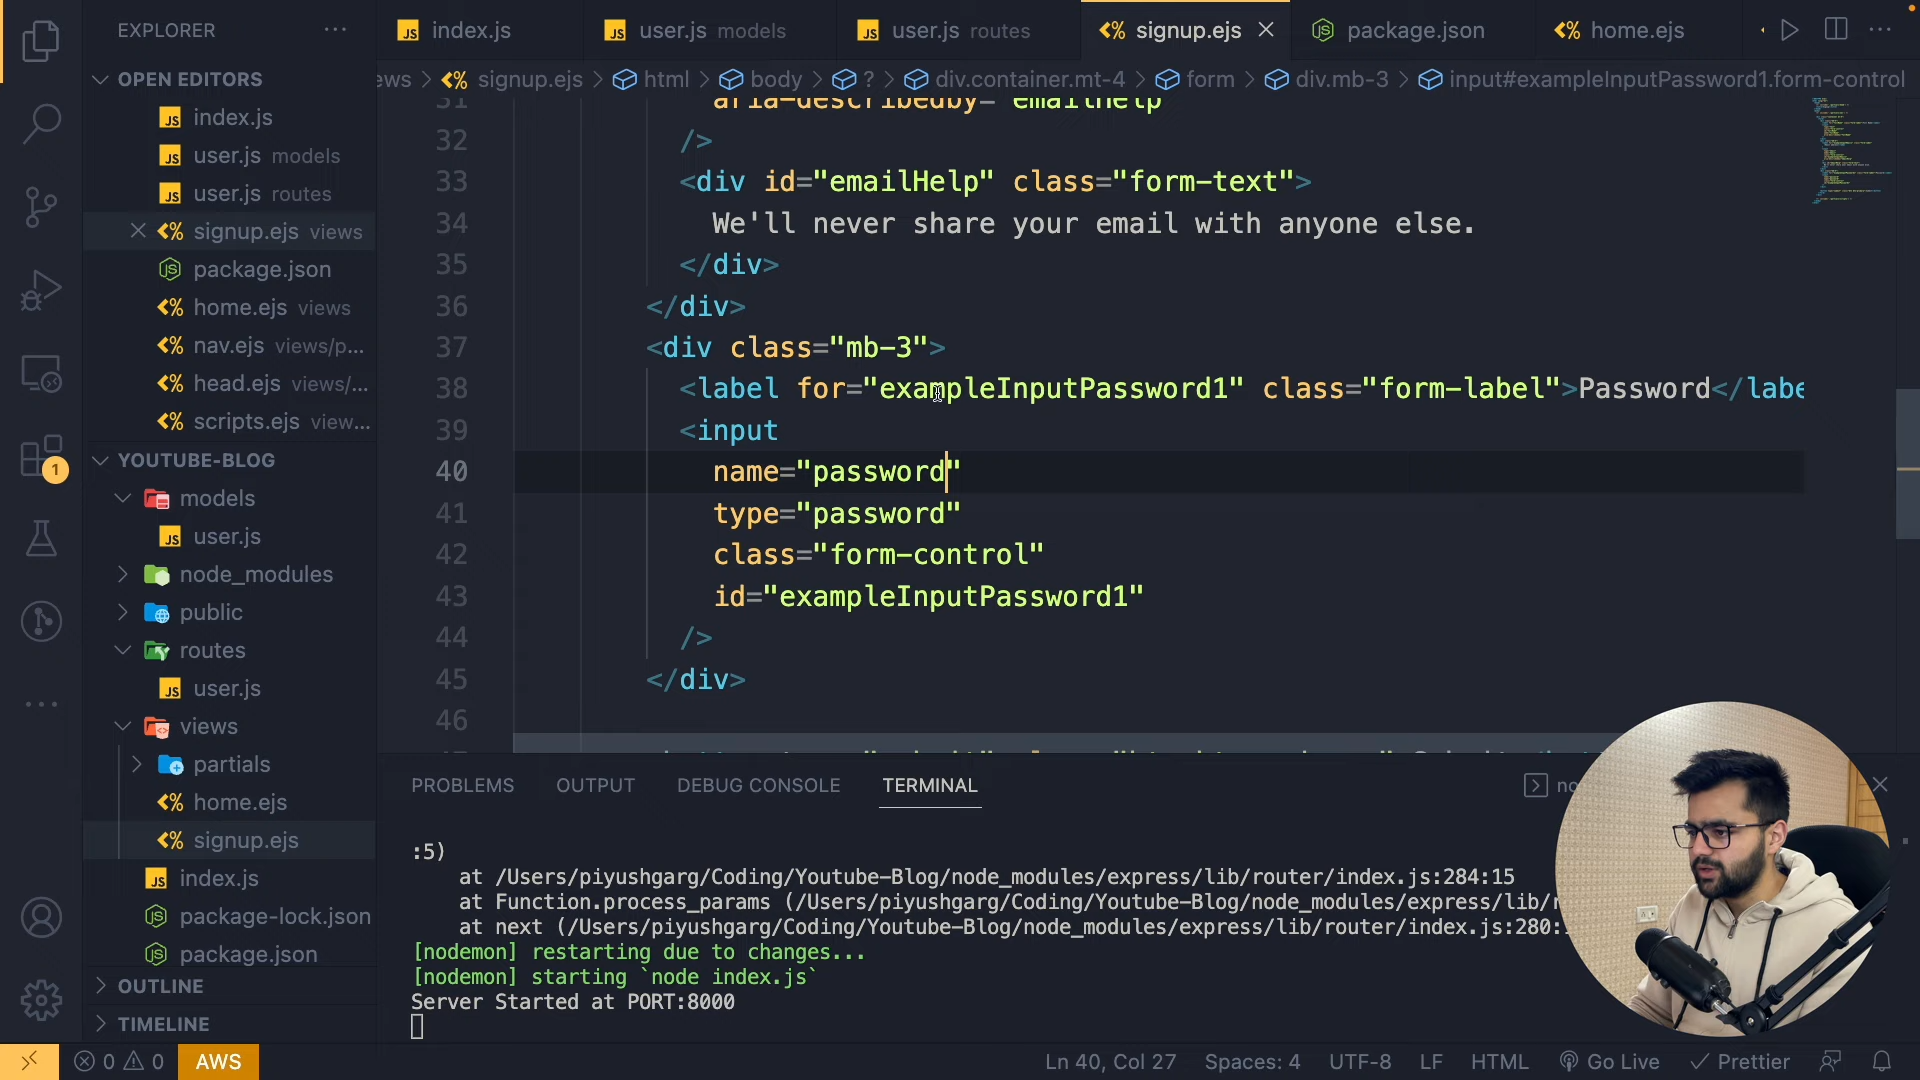 EXPLORER
OPEN EDITORS
index.js
user.js models
user.js routes
signup.ejs views
package.json
home.ejs views
nav.ejs views/p...
head.ejs views/...
scripts.ejs view...
YOUTUBE-BLOG
models
user.js
node_modules
public
routes
user.js
views
partials
home.ejs
signup.ejs
index.js
package-lock.json
package.json
OUTLINE
TIMELINE
1
index.js
user.js models
user.js routes
signup.ejs
package.json
home.ejs
ews > signup.ejs > html > body > ? > div.container.mt-4 > form > div.mb-3 > input#exampleInputPassword1.form-control
31 aria-describedby="emailHelp"
32 />
33 <div id="emailHelp" class="form-text">
34 We'll never share your email with anyone else.
35 </div>
36 </div>
37 <div class="mb-3">
38 <label for="exampleInputPassword1" class="form-label">Password</labe
39 <input
40 name="password"
41 type="password"
42 class="form-control"
43 id="exampleInputPassword1"
44 />
45 </div>
46
PROBLEMS OUTPUT DEBUG CONSOLE TERMINAL
:5)
at /Users/piyushgarg/Coding/Youtube-Blog/node_modules/express/lib/router/index.js:284:15
at Function.process_params (/Users/piyushgarg/Coding/Youtube-Blog/node_modules/express/lib/r
at next (/Users/piyushgarg/Coding/Youtube-Blog/node_modules/express/lib/router/index.js:280:
[nodemon] restarting due to changes...
[nodemon] starting `node index.js`
Server Started at PORT:8000
0 0 AWS Ln 40, Col 27 Spaces: 4 UTF-8 LF HTML Go Live Prettier